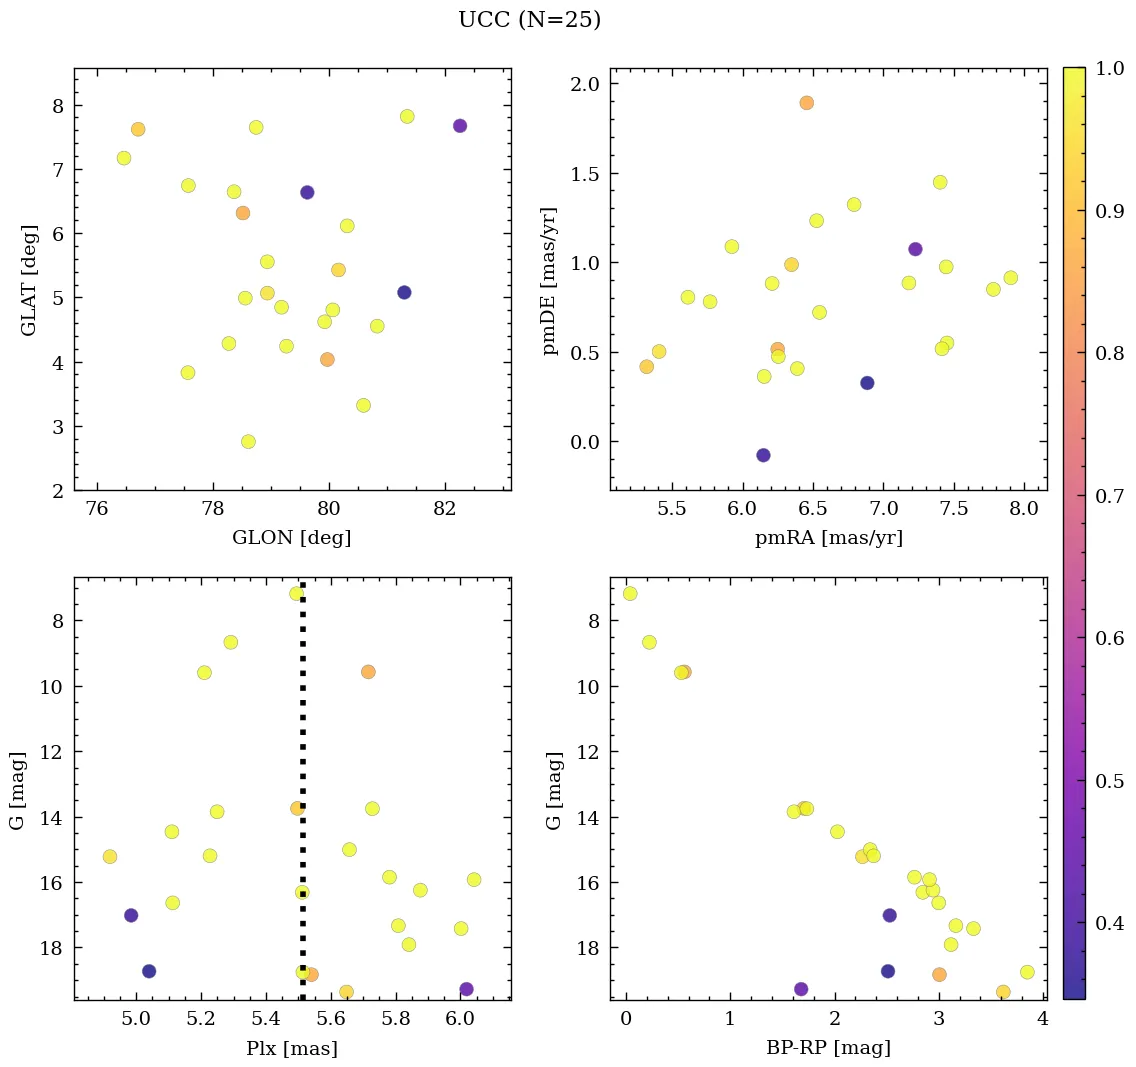 UCC (N=25)
8
7
6
5
4
3
2
GLAT [deg]
76 78 80 82
GLON [deg]
2.0
1.5
1.0
0.5
0.0
pmDE [mas/yr]
5.5 6.0 6.5 7.0 7.5 8.0
pmRA [mas/yr]
1.0
0.9
0.8
0.7
0.6
0.5
0.4
8
10
12
14
16
18
G [mag]
5.0 5.2 5.4 5.6 5.8 6.0
Plx [mas]
8
10
12
14
16
18
G [mag]
0 1 2 3 4
BP-RP [mag]